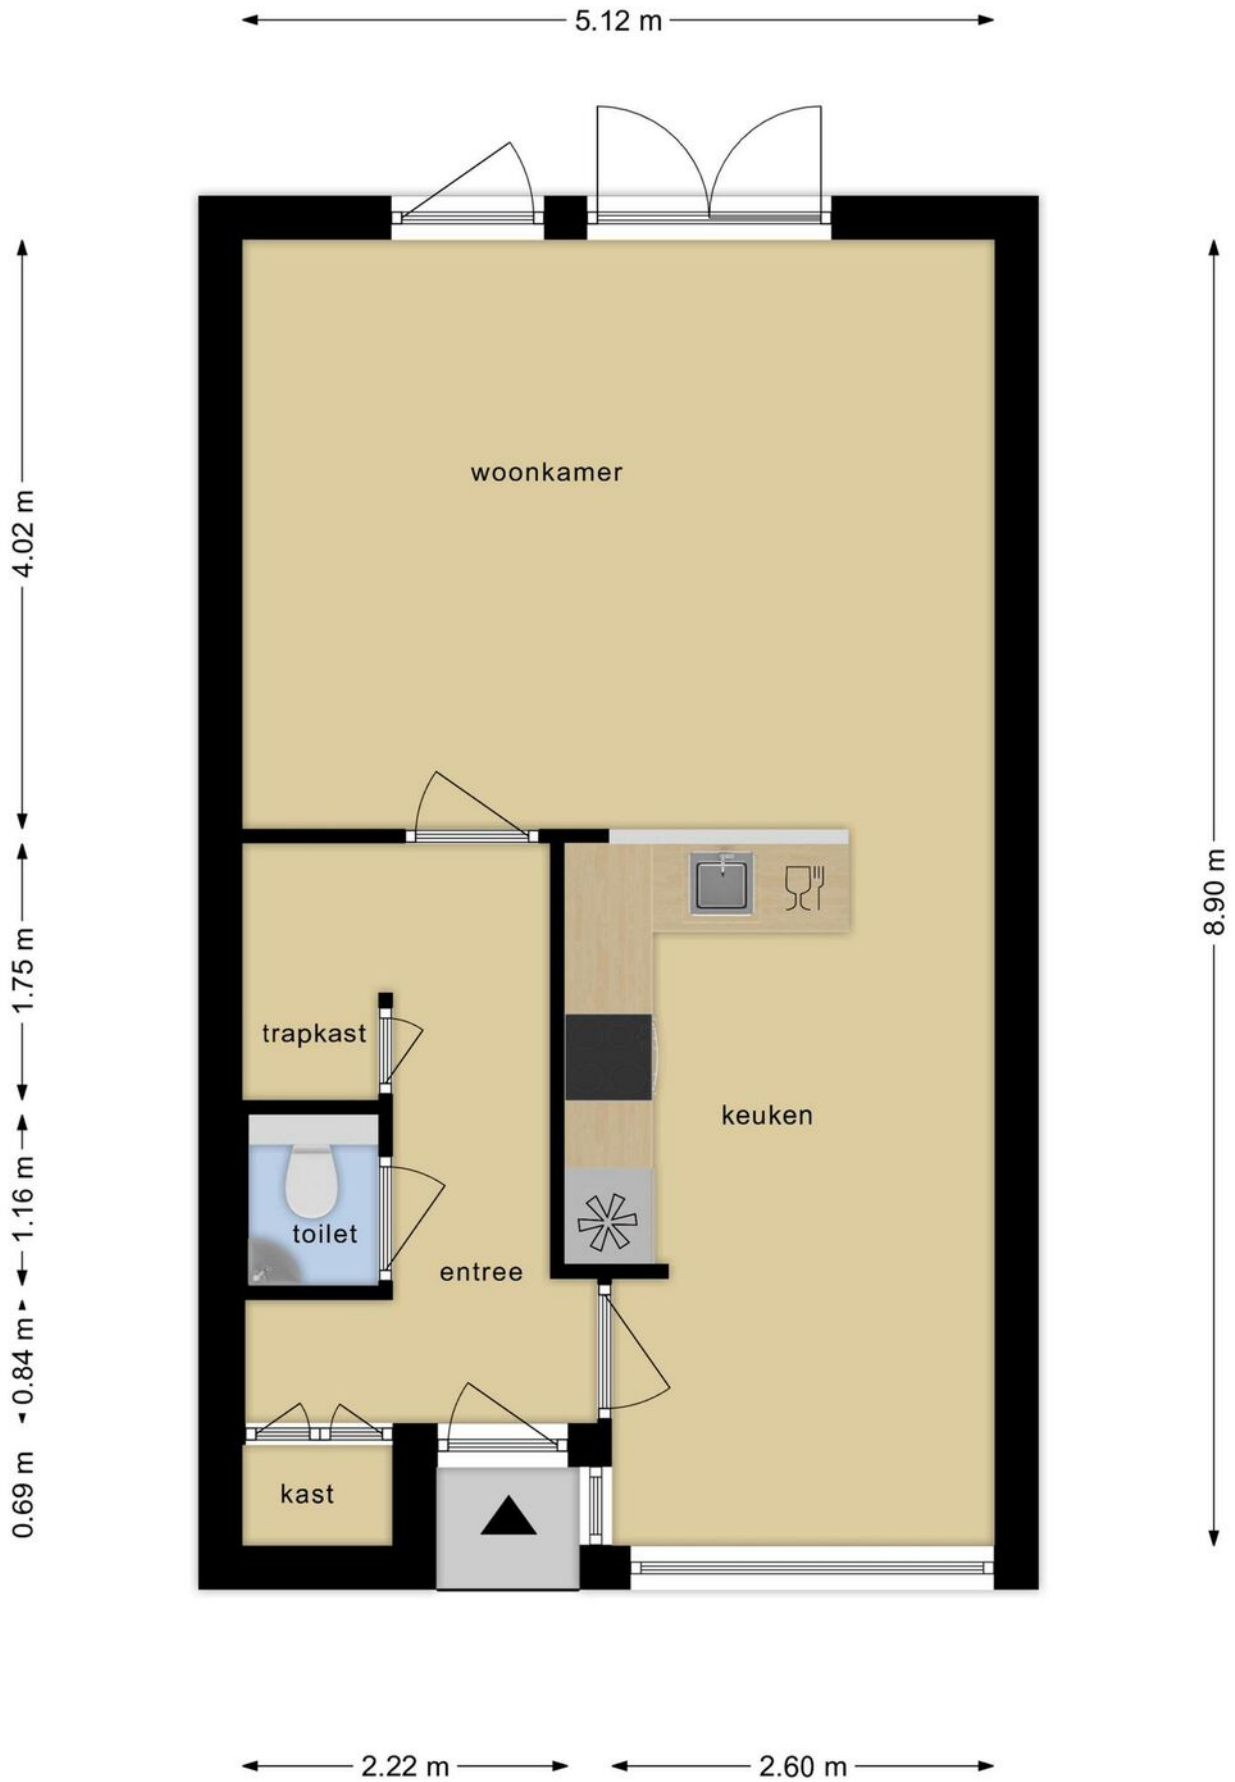 5.12 m
woonkamer
4.02 m
8.90 m
1.75 m
trapkast
keuken
1.16 m
toilet
entree
0.84 m
0.69 m
kast
2.22 m
2.60 m